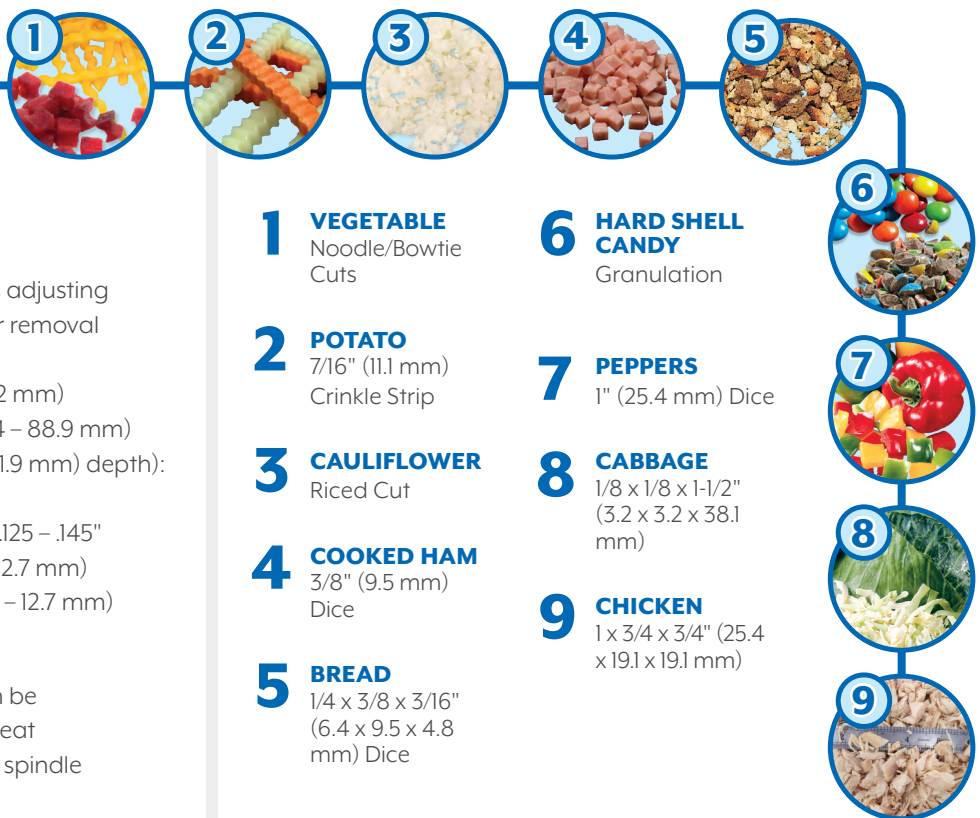 1
2
3
4
5
6
7
8
9
adjusting
r removal
2 mm)
4 – 88.9 mm)
1.9 mm) depth):
.125 – .145"
2.7 mm)
– 12.7 mm)
be
eat
spindle
1 VEGETABLE
Noodle/Bowtie
Cuts
2 POTATO
7/16" (11.1 mm)
Crinkle Strip
3 CAULIFLOWER
Riced Cut
4 COOKED HAM
3/8" (9.5 mm)
Dice
5 BREAD
1/4 x 3/8 x 3/16"
(6.4 x 9.5 x 4.8
mm) Dice
6 HARD SHELL
CANDY
Granulation
7 PEPPERS
1" (25.4 mm) Dice
8 CABBAGE
1/8 x 1/8 x 1-1/2"
(3.2 x 3.2 x 38.1
mm)
9 CHICKEN
1 x 3/4 x 3/4" (25.4
x 19.1 x 19.1 mm)